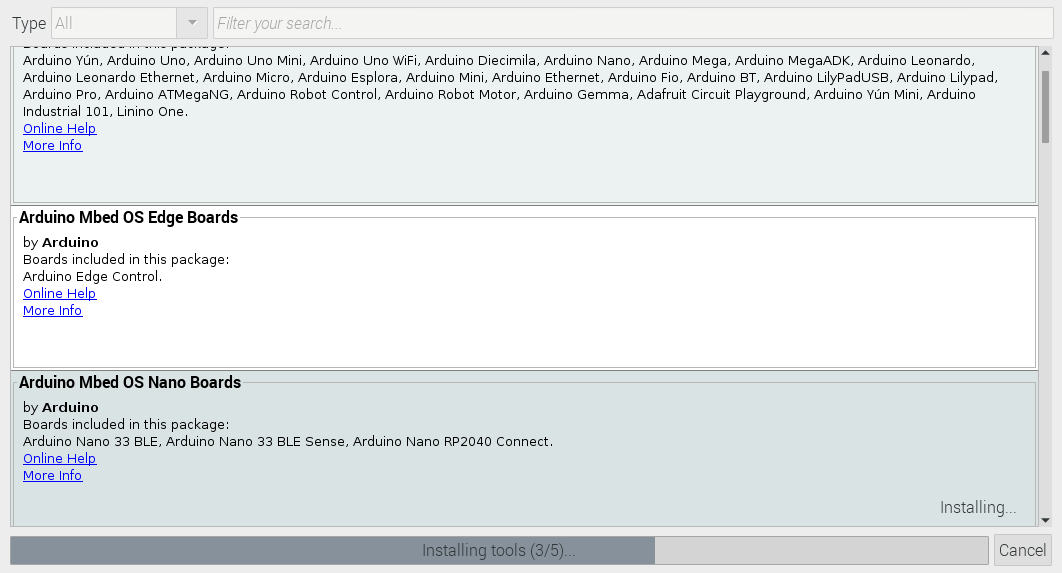 Type All Filter your search...
Boards included in this package:
Arduino Yún, Arduino Uno, Arduino Uno Mini, Arduino Uno WiFi, Arduino Diecimila, Arduino Nano, Arduino Mega, Arduino MegaADK, Arduino Leonardo,
Arduino Leonardo Ethernet, Arduino Micro, Arduino Esplora, Arduino Mini, Arduino Ethernet, Arduino Fio, Arduino BT, Arduino LilyPadUSB, Arduino Lilypad,
Arduino Pro, Arduino ATMegaNG, Arduino Robot Control, Arduino Robot Motor, Arduino Gemma, Adafruit Circuit Playground, Arduino Yún Mini, Arduino
Industrial 101, Linino One.
Online Help
More Info
Arduino Mbed OS Edge Boards
by Arduino
Boards included in this package:
Arduino Edge Control.
Online Help
More Info
Arduino Mbed OS Nano Boards
by Arduino
Boards included in this package:
Arduino Nano 33 BLE, Arduino Nano 33 BLE Sense, Arduino Nano RP2040 Connect.
Online Help
More Info
Installing...
Installing tools (3/5)... Cancel